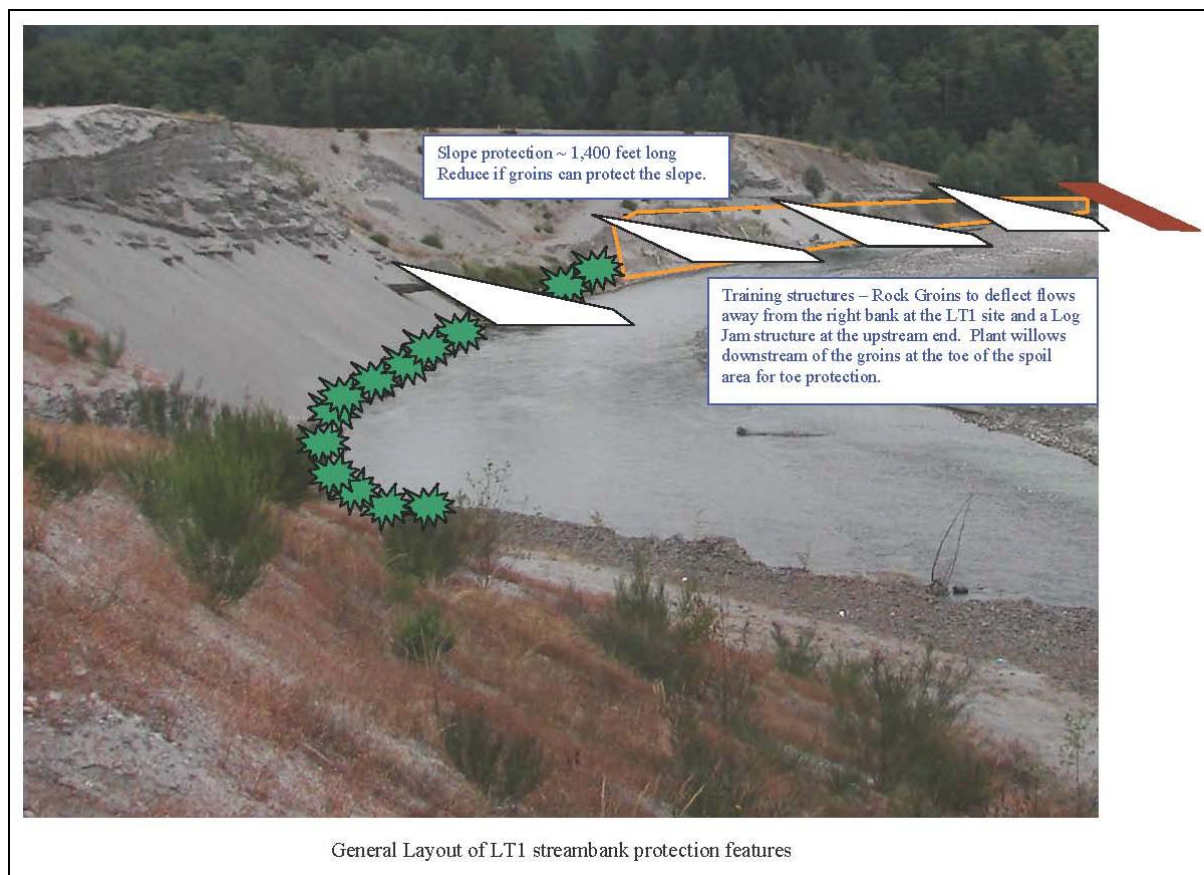 Slope protection ~ 1,400 feet long
Reduce if groins can protect the slope.
Training structures – Rock Groins to deflect flows
away from the right bank at the LT1 site and a Log
Jam structure at the upstream end.  Plant willows
downstream of the groins at the toe of the spoil
area for toe protection.
General Layout of LT1 streambank protection features